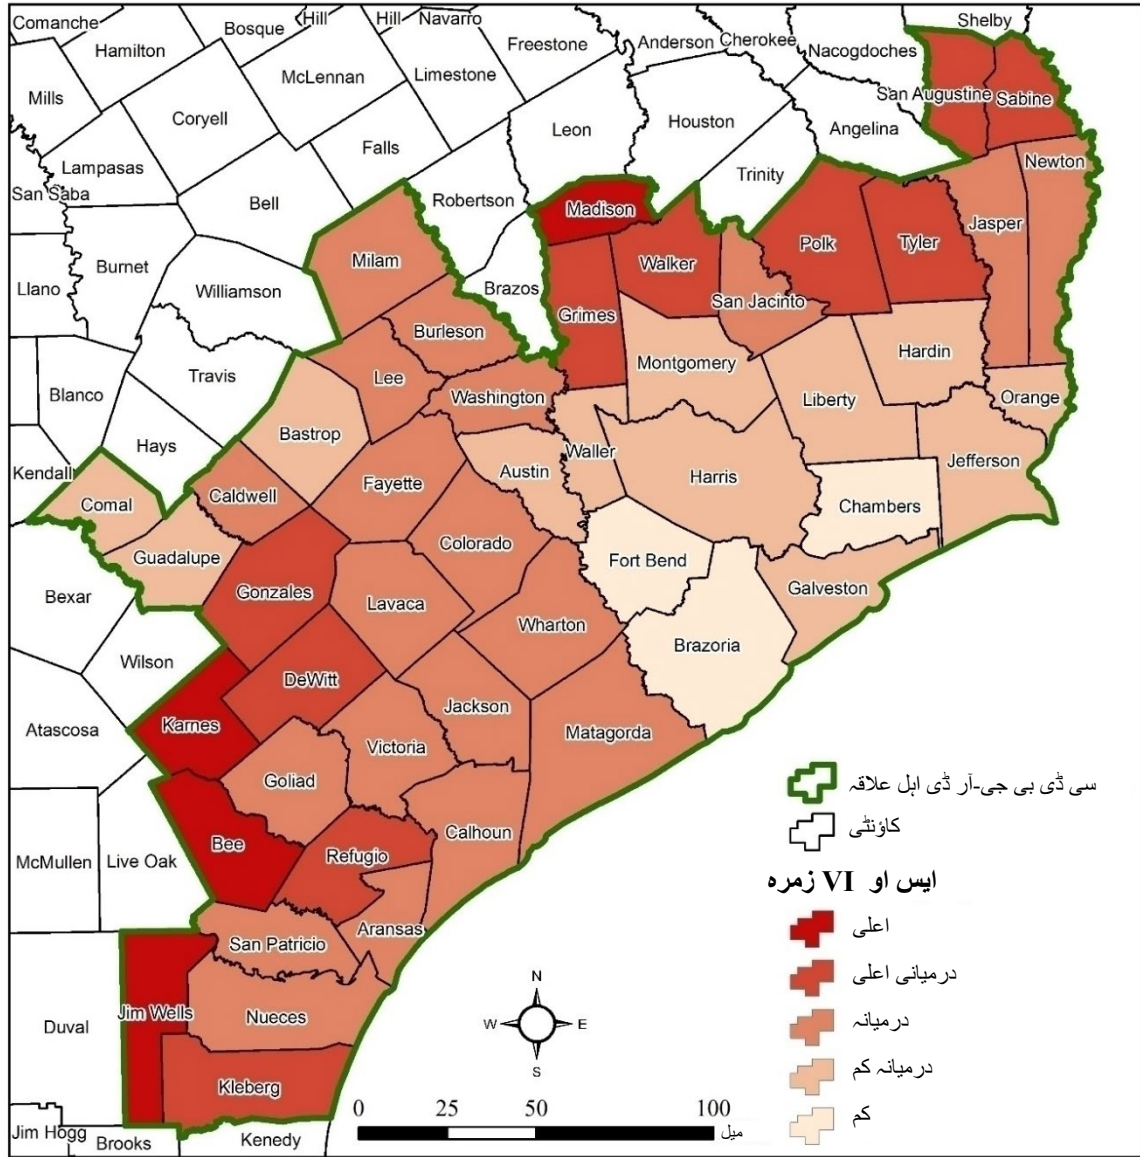 Comanche
Hill
Hill
Navarro
Shelby
Hamilton
Bosque
Freestone
Anderson
Cherokee
Nacogdoches
McLennan
Limestone
Mills
San Augustine
Sabine
Coryell
Leon
Houston
Angelina
Falls
Lampasas
Newton
Trinity
San Saba
Bell
Robertson
Madison
Jasper
Milam
Polk
Tyler
Burnet
Walker
Llano
Williamson
Brazos
San Jacinto
Grimes
Burleson
Montgomery
Hardin
Travis
Lee
Blanco
Washington
Liberty
Orange
Bastrop
Hays
Waller
Kendall
Austin
Harris
Jefferson
Fayette
Caldwell
Comal
Chambers
Colorado
Guadalupe
Fort Bend
Galveston
Gonzales
Bexar
Lavaca
Wharton
Brazoria
Wilson
DeWitt
Jackson
Karnes
Atascosa
Matagorda
Victoria
Goliad
سی ڈی بی جی-آر ڈی اہل علاقہ
Calhoun
کاؤنٹی
Bee
Refugio
McMullen
Live Oak
ایس او VI زمرہ
Aransas
اعلی
San Patricio
درمیانی اعلی
N
Jim Wells
Nueces
Duval
W
E
درمیانہ
S
درمیانہ کم
Kleberg
0 25 50 100
کم
میل
Jim Hogg
Brooks
Kenedy